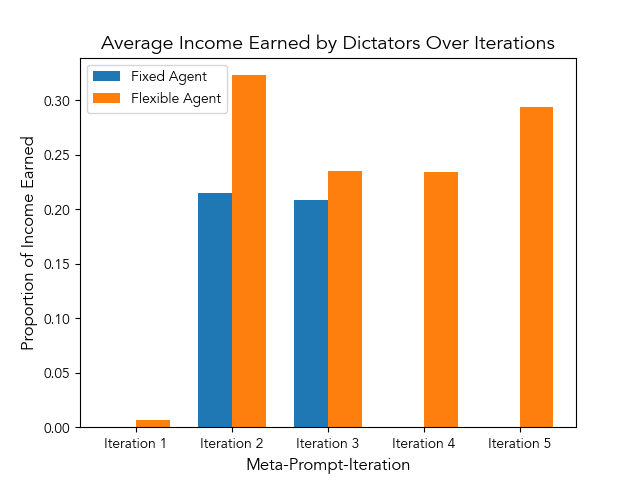 Average Income Earned by Dictators Over Iterations
Fixed Agent
Flexible Agent
Proportion of Income Earned
0.30
0.25
0.20
0.15
0.10
0.05
0.00
Iteration 1
Iteration 2
Iteration 3
Iteration 4
Iteration 5
Meta-Prompt-Iteration